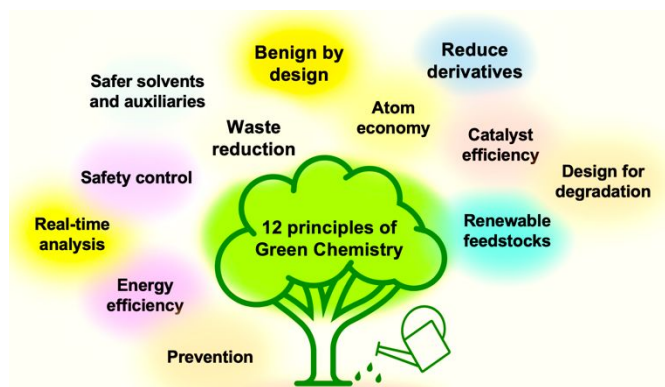 Benign by
design
Reduce
derivatives
Safer solvents
and auxiliaries
Atom
economy
Waste
reduction
Catalyst
efficiency
Design for
degradation
Safety control
Real-time
analysis
12 principles of
Green Chemistry
Renewable
feedstocks
Energy
efficiency
Prevention